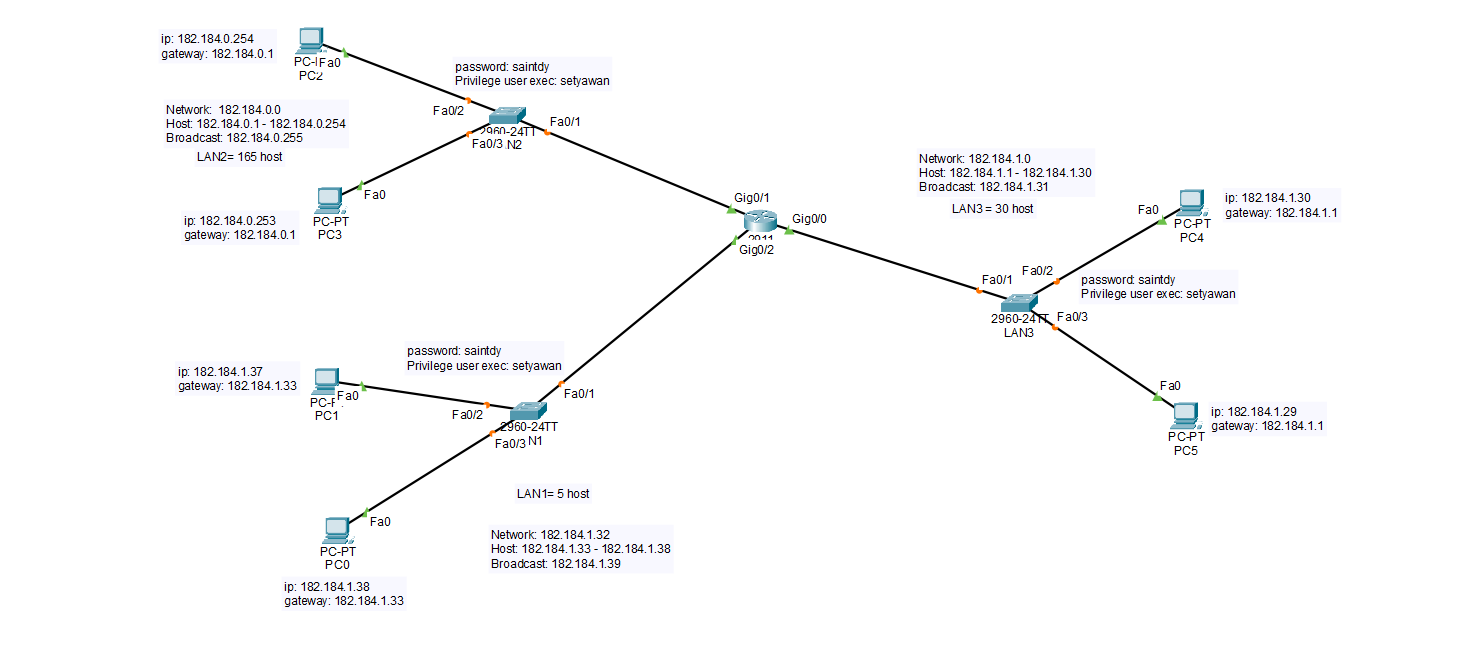 ip: 182.184.0.254
gateway: 182.184.0.1
Fa0
PC2
password: saintdy
Privilege user exec: setyawan
Fa0/2
Fa0/1
2960-24TT
Fa0/3
N2
Network: 182.184.0.0
Host: 182.184.0.1 - 182.184.0.254
Broadcast: 182.184.0.255
LAN2= 165 host
Fa0
PC-PT
PC3
ip: 182.184.0.253
gateway: 182.184.0.1
Gig0/1
Gig0/0
2911
Gig0/2
Network: 182.184.1.0
Host: 182.184.1.1 - 182.184.1.30
Broadcast: 182.184.1.31
LAN3 = 30 host
Fa0
PC-PT
PC4
ip: 182.184.1.30
gateway: 182.184.1.1
Fa0/1
Fa0/2
password: saintdy
Privilege user exec: setyawan
2960-24TT
LAN3
Fa0/3
Fa0
PC-PT
PC5
ip: 182.184.1.29
gateway: 182.184.1.1
password: saintdy
Privilege user exec: setyawan
ip: 182.184.1.37
gateway: 182.184.1.33
Fa0
PC1
Fa0/1
Fa0/2
2960-24TT
Fa0/3
N1
LAN1= 5 host
Fa0
PC-PT
PC0
Network: 182.184.1.32
Host: 182.184.1.33 - 182.184.1.38
Broadcast: 182.184.1.39
ip: 182.184.1.38
gateway: 182.184.1.33